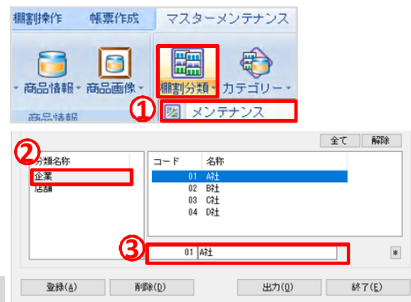 棚割操作 帳票作成 マスターメンテナンス
商品情報 商品画像 棚割分類 カテゴリー
① メンテナンス
商品情報
全て 解除
②
分類名称 コード 名称
企業 01 A社
店舗 02 B社
03 C社
04 D社
③ 01 A社 *
登録(A) 削除(D) 出力(O) 終了(E)